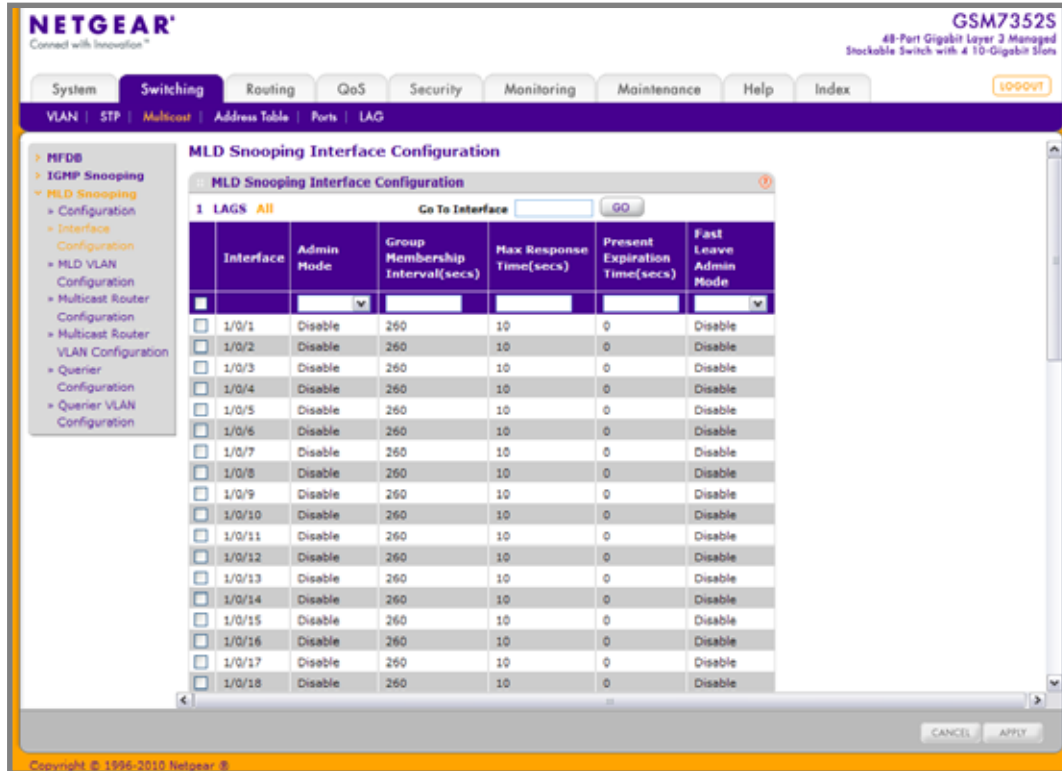 NETGEAR®
Connect with Innovation™
GSM7352S
48-Port Gigabit Layer 3 Managed
Stackable Switch with 4 10-Gigabit Slots
System Switching Routing QoS Security Monitoring Maintenance Help Index LOGOUT
VLAN | STP | Multicast | Address Table | Ports | LAG
MFDB
IGMP Snooping
MLD Snooping
» Configuration
» Interface
Configuration
» MLD VLAN
Configuration
» Multicast Router
Configuration
» Multicast Router
VLAN Configuration
» Querier
Configuration
» Querier VLAN
Configuration
MLD Snooping Interface Configuration
MLD Snooping Interface Configuration ?
1 LAGS All Go To Interface GO
Interface Admin Mode Group Membership Interval(secs) Max Response Time(secs) Present Expiration Time(secs) Fast Leave Admin Mode
1/0/1 Disable 260 10 0 Disable
1/0/2 Disable 260 10 0 Disable
1/0/3 Disable 260 10 0 Disable
1/0/4 Disable 260 10 0 Disable
1/0/5 Disable 260 10 0 Disable
1/0/6 Disable 260 10 0 Disable
1/0/7 Disable 260 10 0 Disable
1/0/8 Disable 260 10 0 Disable
1/0/9 Disable 260 10 0 Disable
1/0/10 Disable 260 10 0 Disable
1/0/11 Disable 260 10 0 Disable
1/0/12 Disable 260 10 0 Disable
1/0/13 Disable 260 10 0 Disable
1/0/14 Disable 260 10 0 Disable
1/0/15 Disable 260 10 0 Disable
1/0/16 Disable 260 10 0 Disable
1/0/17 Disable 260 10 0 Disable
1/0/18 Disable 260 10 0 Disable
CANCEL APPLY
Copyright © 1996-2010 Netgear ®